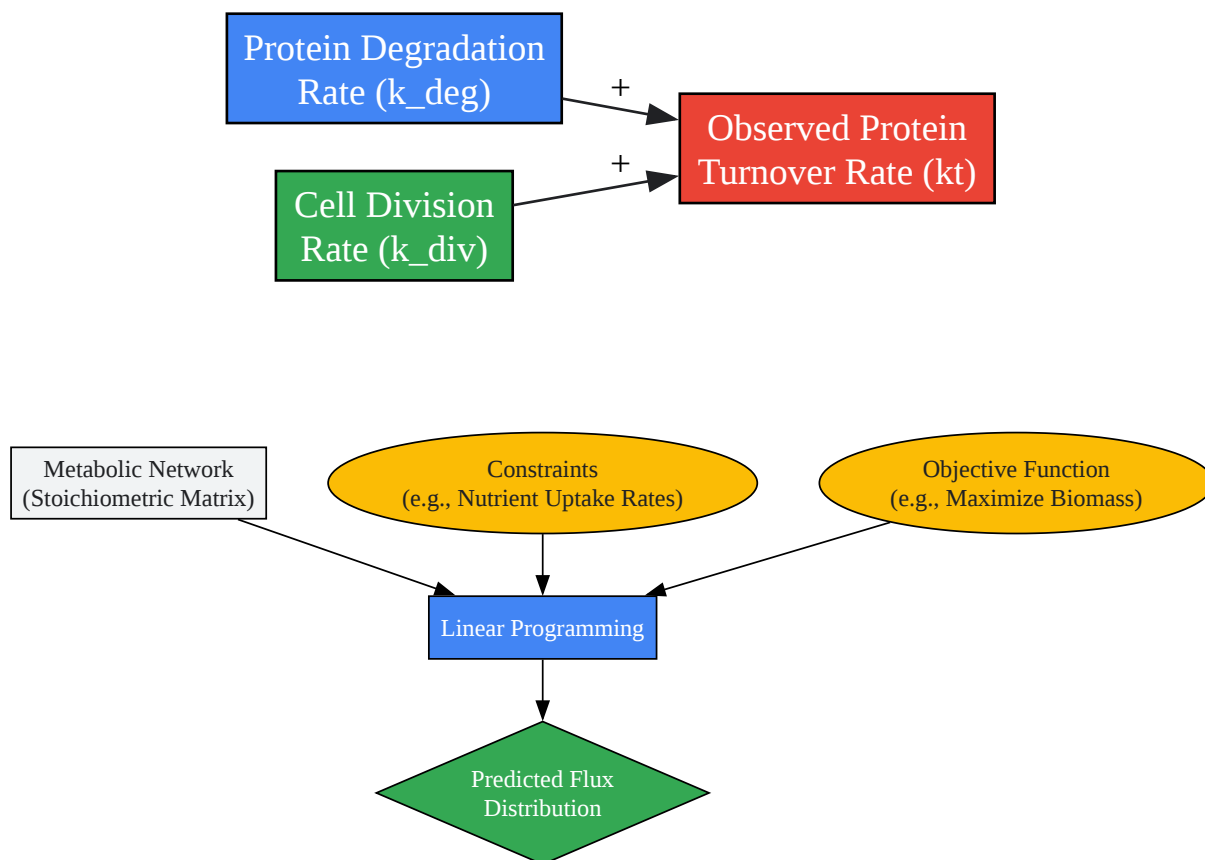 Protein Degradation
Rate (k_deg)
+
Observed Protein
Turnover Rate (kt)
+
Cell Division
Rate (k_div)
Metabolic Network
(Stoichiometric Matrix)
Constraints
(e.g., Nutrient Uptake Rates)
Objective Function
(e.g., Maximize Biomass)
Linear Programming
Predicted Flux
Distribution